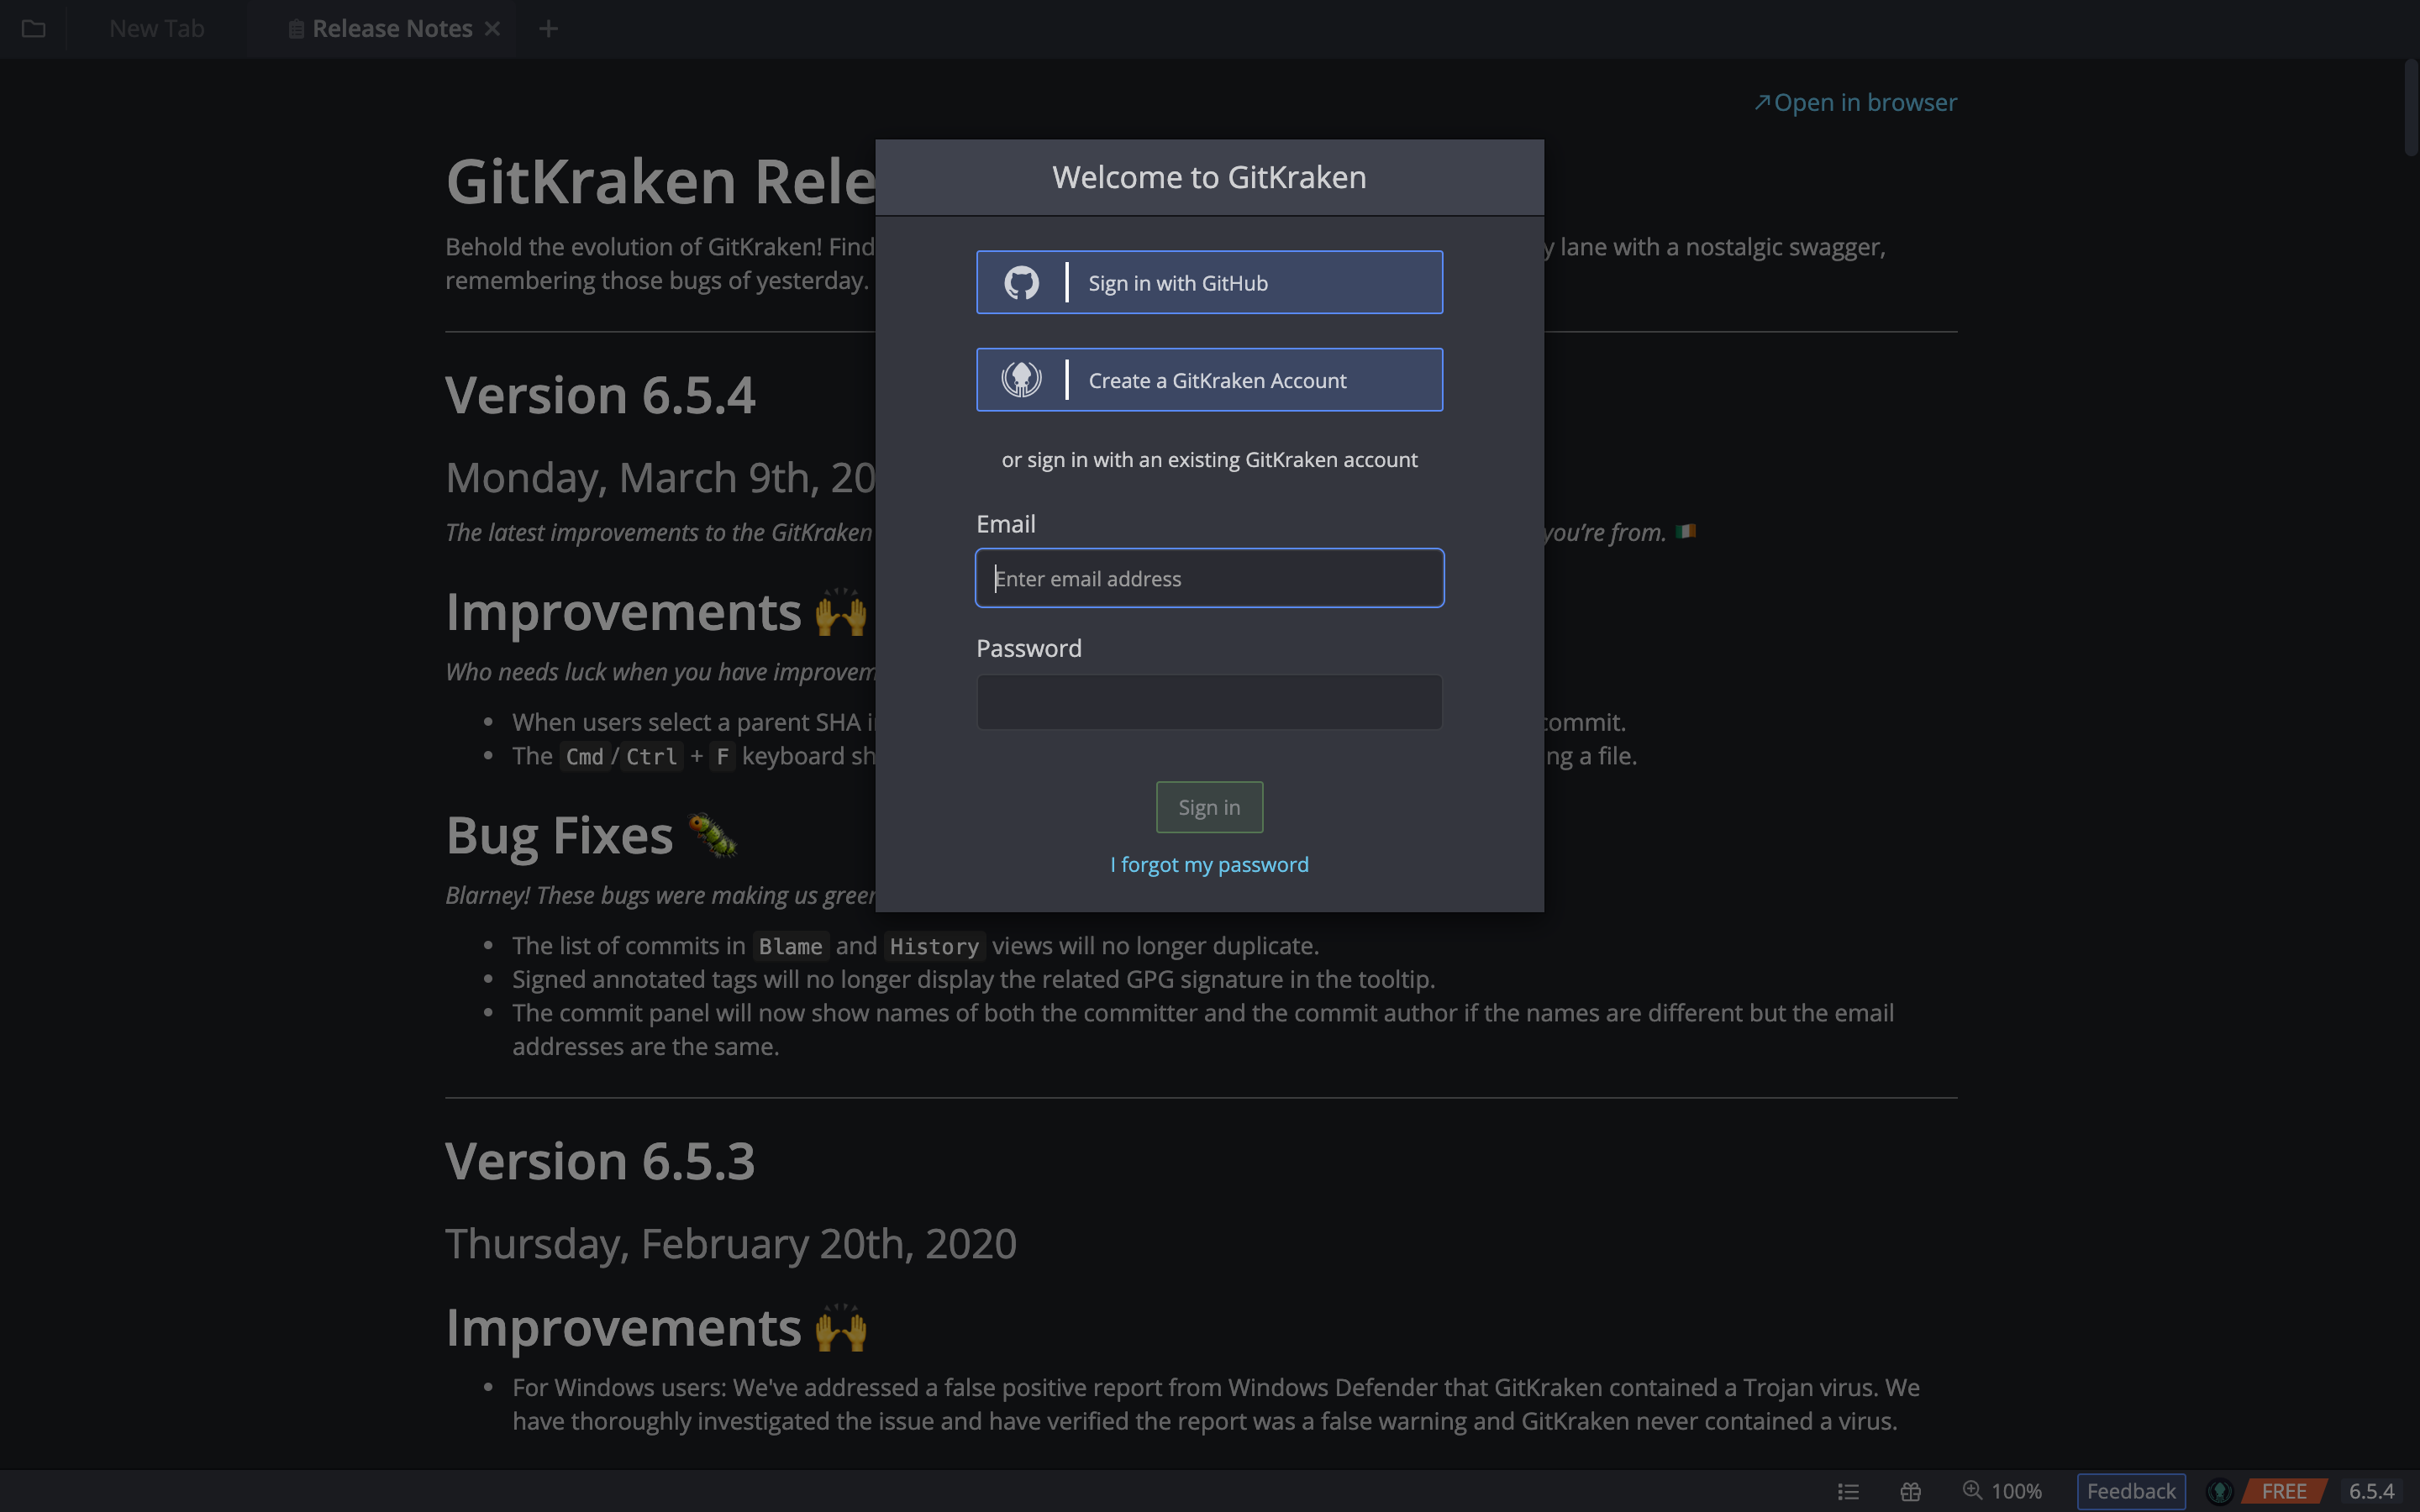 New Tab
Release Notes
Open in browser
GitKraken Rele
Behold the evolution of GitKraken! Find
y lane with a nostalgic swagger,
remembering those bugs of yesterday.
Version 6.5.4
Monday, March 9th, 20
The latest improvements to the GitKraken
you’re from. 🇮🇪
Improvements 🙌
Who needs luck when you have improvem
When users select a parent SHA i
commit.
The Cmd/Ctrl + F keyboard sh
ng a file.
Bug Fixes 🐛
Blarney! These bugs were making us green
Welcome to GitKraken
Sign in with GitHub
Create a GitKraken Account
or sign in with an existing GitKraken account
Email
Enter email address
Password
Sign in
I forgot my password
The list of commits in Blame and History views will no longer duplicate.
Signed annotated tags will no longer display the related GPG signature in the tooltip.
The commit panel will now show names of both the committer and the commit author if the names are different but the email
addresses are the same.
Version 6.5.3
Thursday, February 20th, 2020
Improvements 🙌
For Windows users: We've addressed a false positive report from Windows Defender that GitKraken contained a Trojan virus. We
have thoroughly investigated the issue and have verified the report was a false warning and GitKraken never contained a virus.
100%
Feedback
FREE
6.5.4